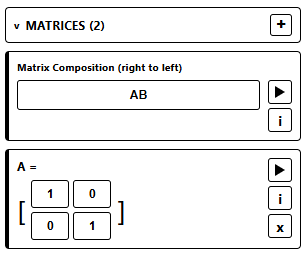 v MATRICES (2) +
Matrix Composition (right to left)
AB
i
A =
[ 1 0
0 1 ]
i
x